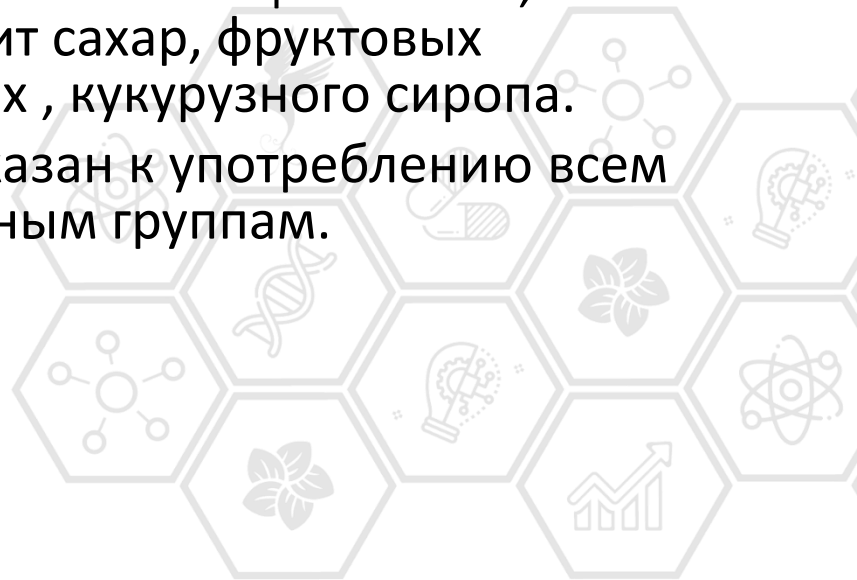 ит сахар, фруктовых
х , кукурузного сиропа.
азан к употреблению всем
ным группам.